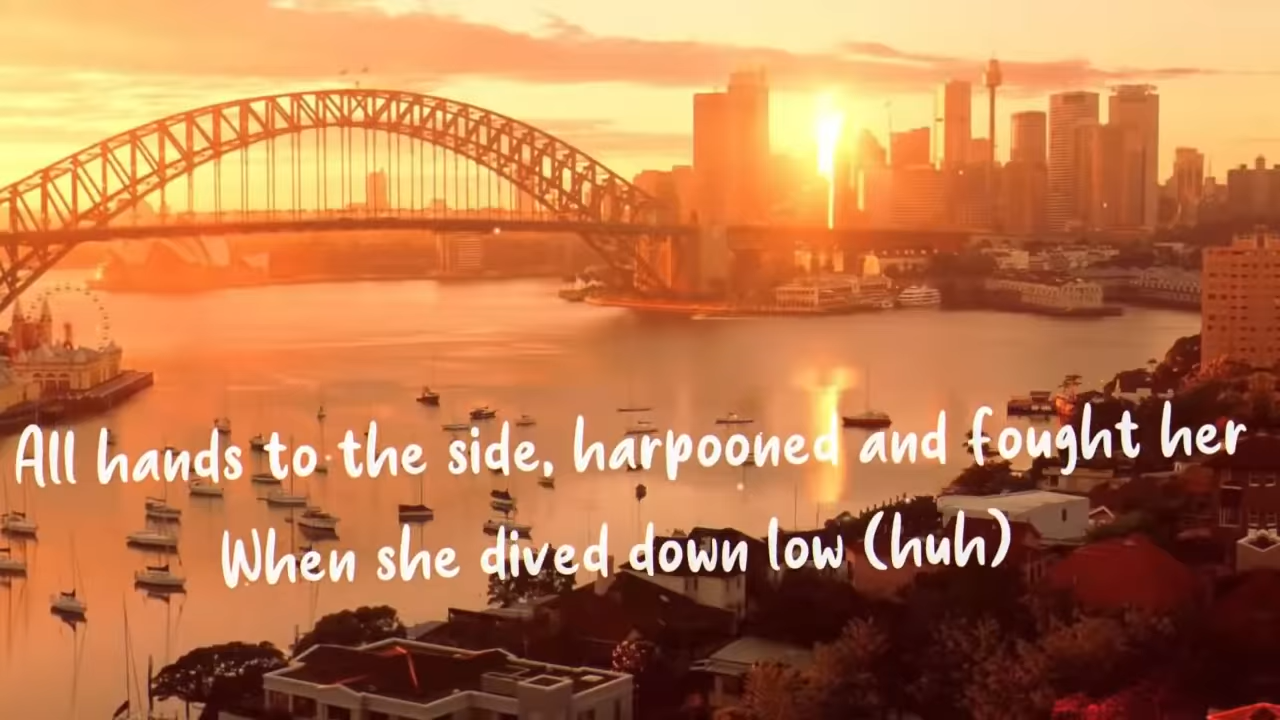 All hands to the side, harpooned and fought her
When she dived down low (huh)